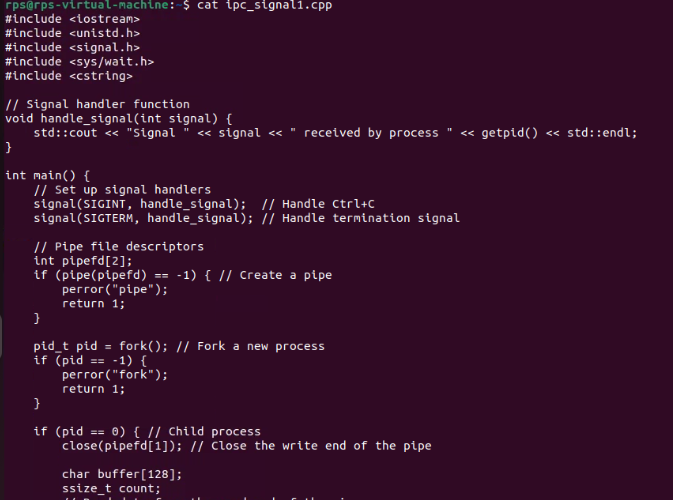 rps@rps-virtual-machine:~$ cat ipc_signal1.cpp
#include <iostream>
#include <unistd.h>
#include <signal.h>
#include <sys/wait.h>
#include <cstring>

// Signal handler function
void handle_signal(int signal) {
    std::cout << "Signal " << signal << " received by process " << getpid() << std::endl;
}

int main() {
    // Set up signal handlers
    signal(SIGINT, handle_signal);  // Handle Ctrl+C
    signal(SIGTERM, handle_signal); // Handle termination signal

    // Pipe file descriptors
    int pipefd[2];
    if (pipe(pipefd) == -1) { // Create a pipe
        perror("pipe");
        return 1;
    }

    pid_t pid = fork(); // Fork a new process
    if (pid == -1) {
        perror("fork");
        return 1;
    }

    if (pid == 0) { // Child process
        close(pipefd[1]); // Close the write end of the pipe

        char buffer[128];
        ssize_t count;